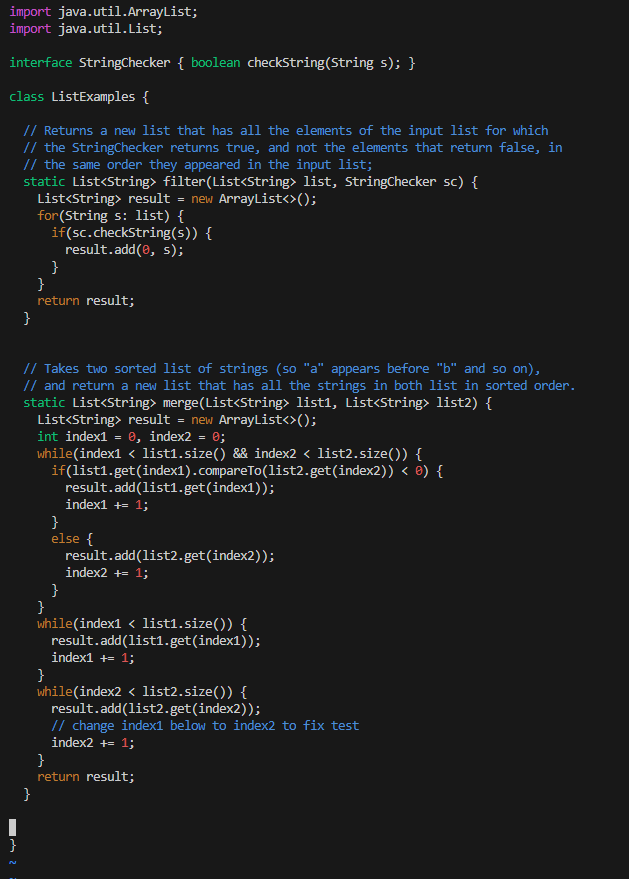 import java.util.ArrayList;
import java.util.List;

interface StringChecker { boolean checkString(String s); }

class ListExamples {

  // Returns a new list that has all the elements of the input list for which
  // the StringChecker returns true, and not the elements that return false, in
  // the same order they appeared in the input list;
  static List<String> filter(List<String> list, StringChecker sc) {
    List<String> result = new ArrayList<>();
    for(String s: list) {
      if(sc.checkString(s)) {
        result.add(0, s);
      }
    }
    return result;
  }


  // Takes two sorted list of strings (so "a" appears before "b" and so on),
  // and return a new list that has all the strings in both list in sorted order.
  static List<String> merge(List<String> list1, List<String> list2) {
    List<String> result = new ArrayList<>();
    int index1 = 0, index2 = 0;
    while(index1 < list1.size() && index2 < list2.size()) {
      if(list1.get(index1).compareTo(list2.get(index2)) < 0) {
        result.add(list1.get(index1));
        index1 += 1;
      }
      else {
        result.add(list2.get(index2));
        index2 += 1;
      }
    }
    while(index1 < list1.size()) {
      result.add(list1.get(index1));
      index1 += 1;
    }
    while(index2 < list2.size()) {
      result.add(list2.get(index2));
      // change index1 below to index2 to fix test
      index2 += 1;
    }
    return result;
  }


}
~
~